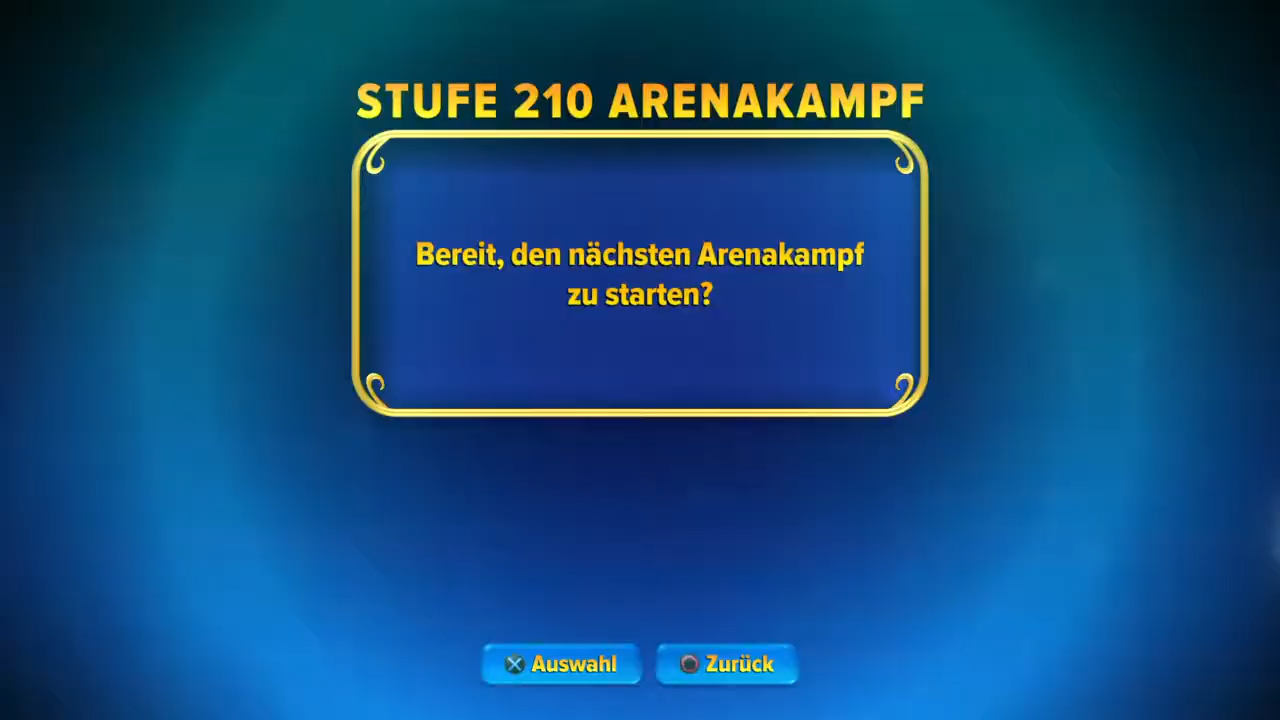 STUFE 210 ARENAKAMPF
Bereit, den nächsten Arenakampf
zu starten?
Auswahl
Zurück